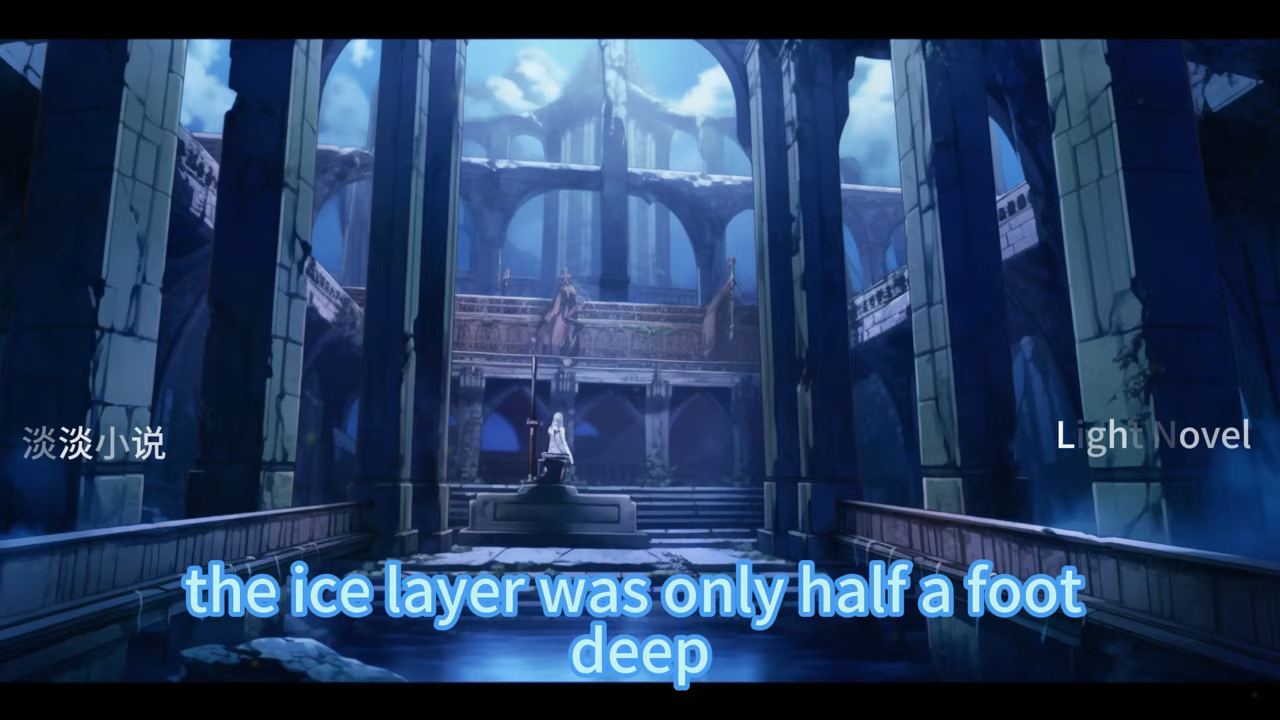 淡淡小说
Light Novel
the ice layer was only half a foot
deep